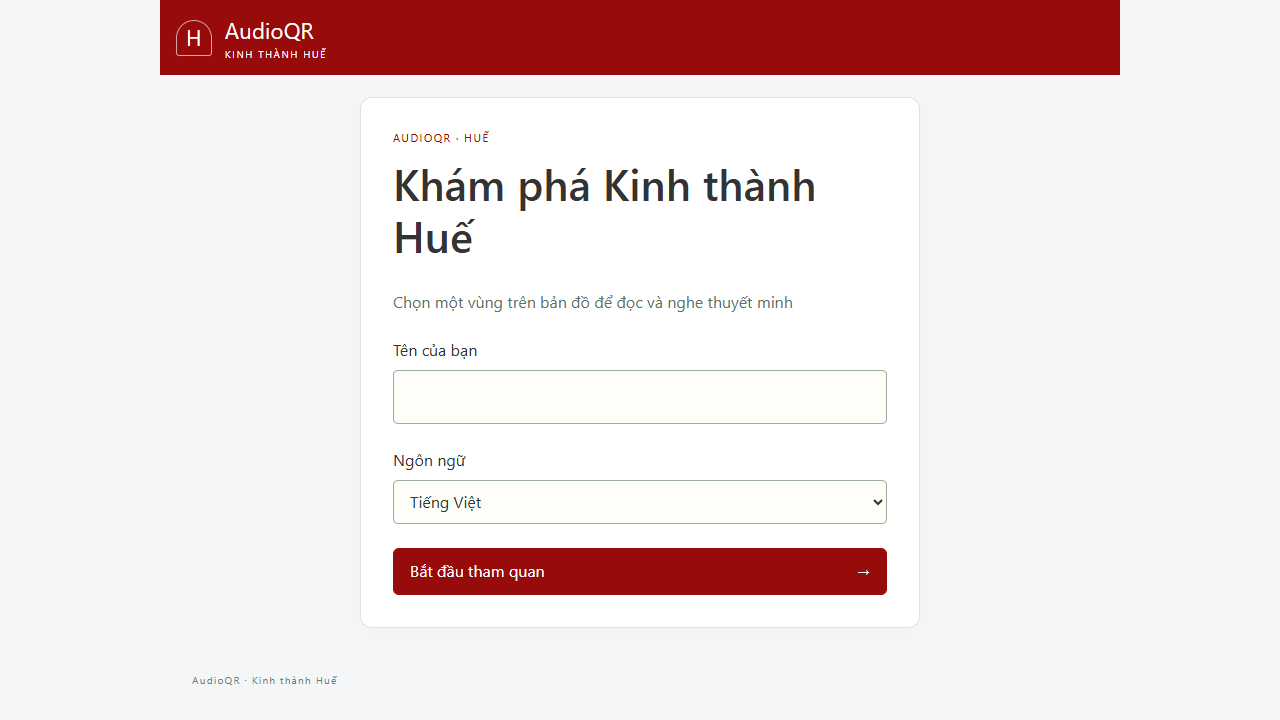 H
AudioQR
KINH THÀNH HUẾ
AUDIOQR · HUẾ
Khám phá Kinh thành
Huế
Chọn một vùng trên bản đồ để đọc và nghe thuyết minh
Tên của bạn
Ngôn ngữ
Tiếng Việt
Bắt đầu tham quan →
AudioQR · Kinh thành Huế